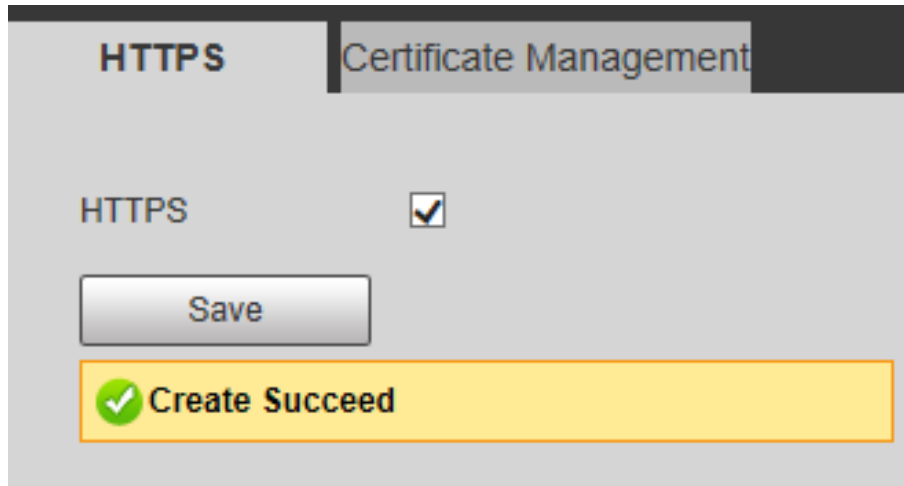 HTTPS Certificate Management
HTTPS
Save
Create Succeed